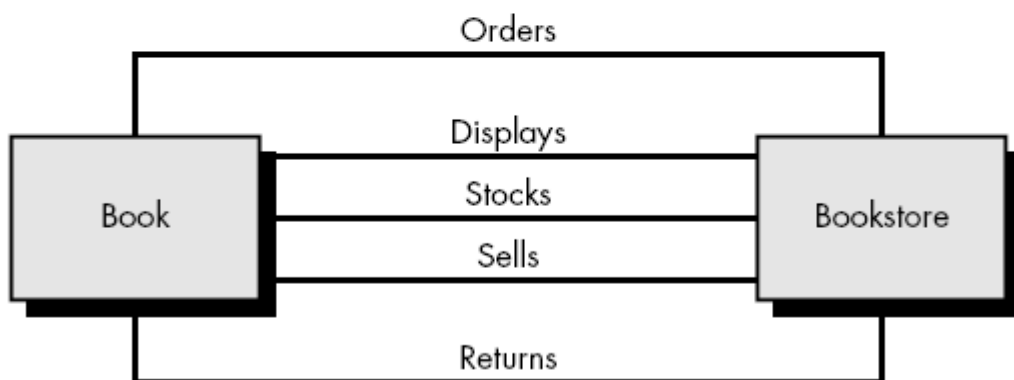 Orders
Displays
Stocks
Book
Bookstore
Sells
Returns